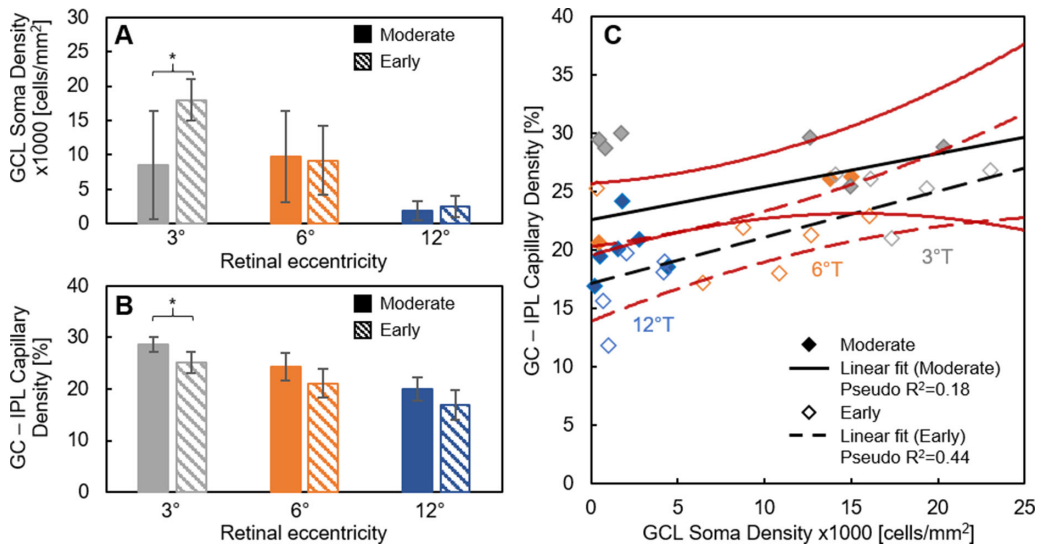 A
GCL Soma Density
x1000 [cells/mm²]
30
25
20
15
10
5
0
Moderate
Early
*
3°
6°
12°
Retinal eccentricity
B
GC – IPL Capillary
Density [%]
40
30
20
10
0
Moderate
Early
*
3°
6°
12°
Retinal eccentricity
C
GC – IPL Capillary Density [%]
40
35
30
25
20
15
10
5
0
3°T
6°T
12°T
Moderate
Linear fit (Moderate)
Pseudo R²=0.18
Early
Linear fit (Early)
Pseudo R²=0.44
0
5
10
15
20
25
GCL Soma Density x1000 [cells/mm²]